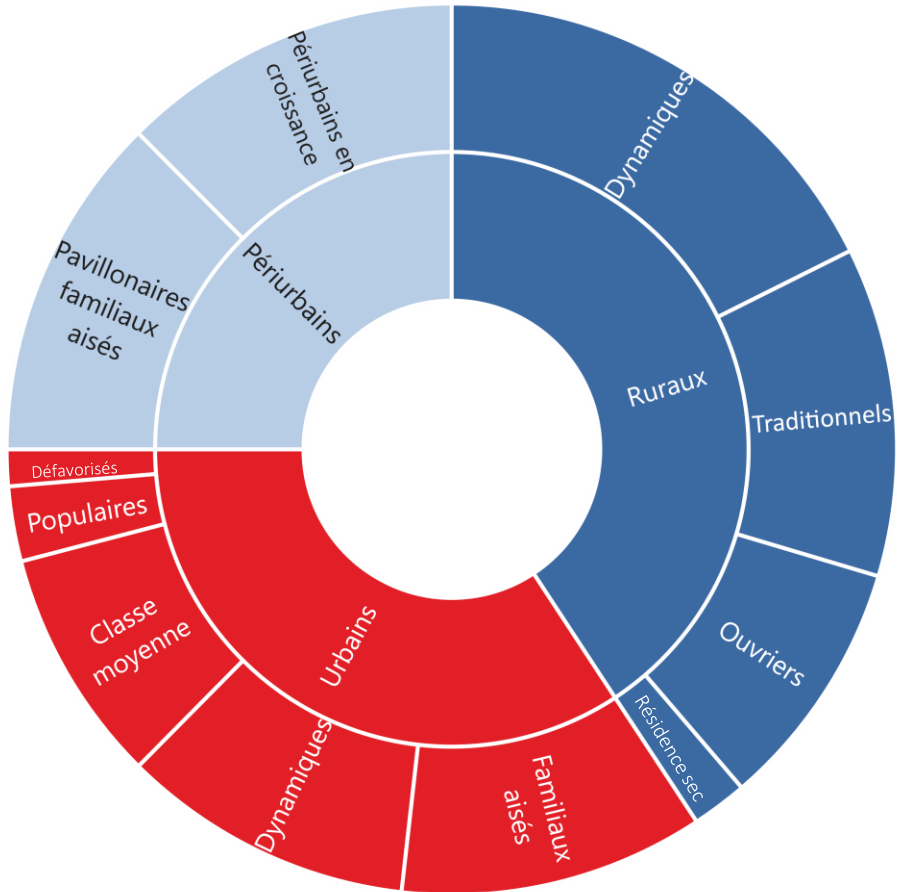 Dynamiques
Traditionnels
Ouvriers
Résidence sec
Ruraux
Familiaux
aisés
Dynamiques
Classe
moyenne
Populaires
Défavorisés
Urbains
Pavillonaires
familiaux
aisés
Périurbains en
croissance
Périurbains